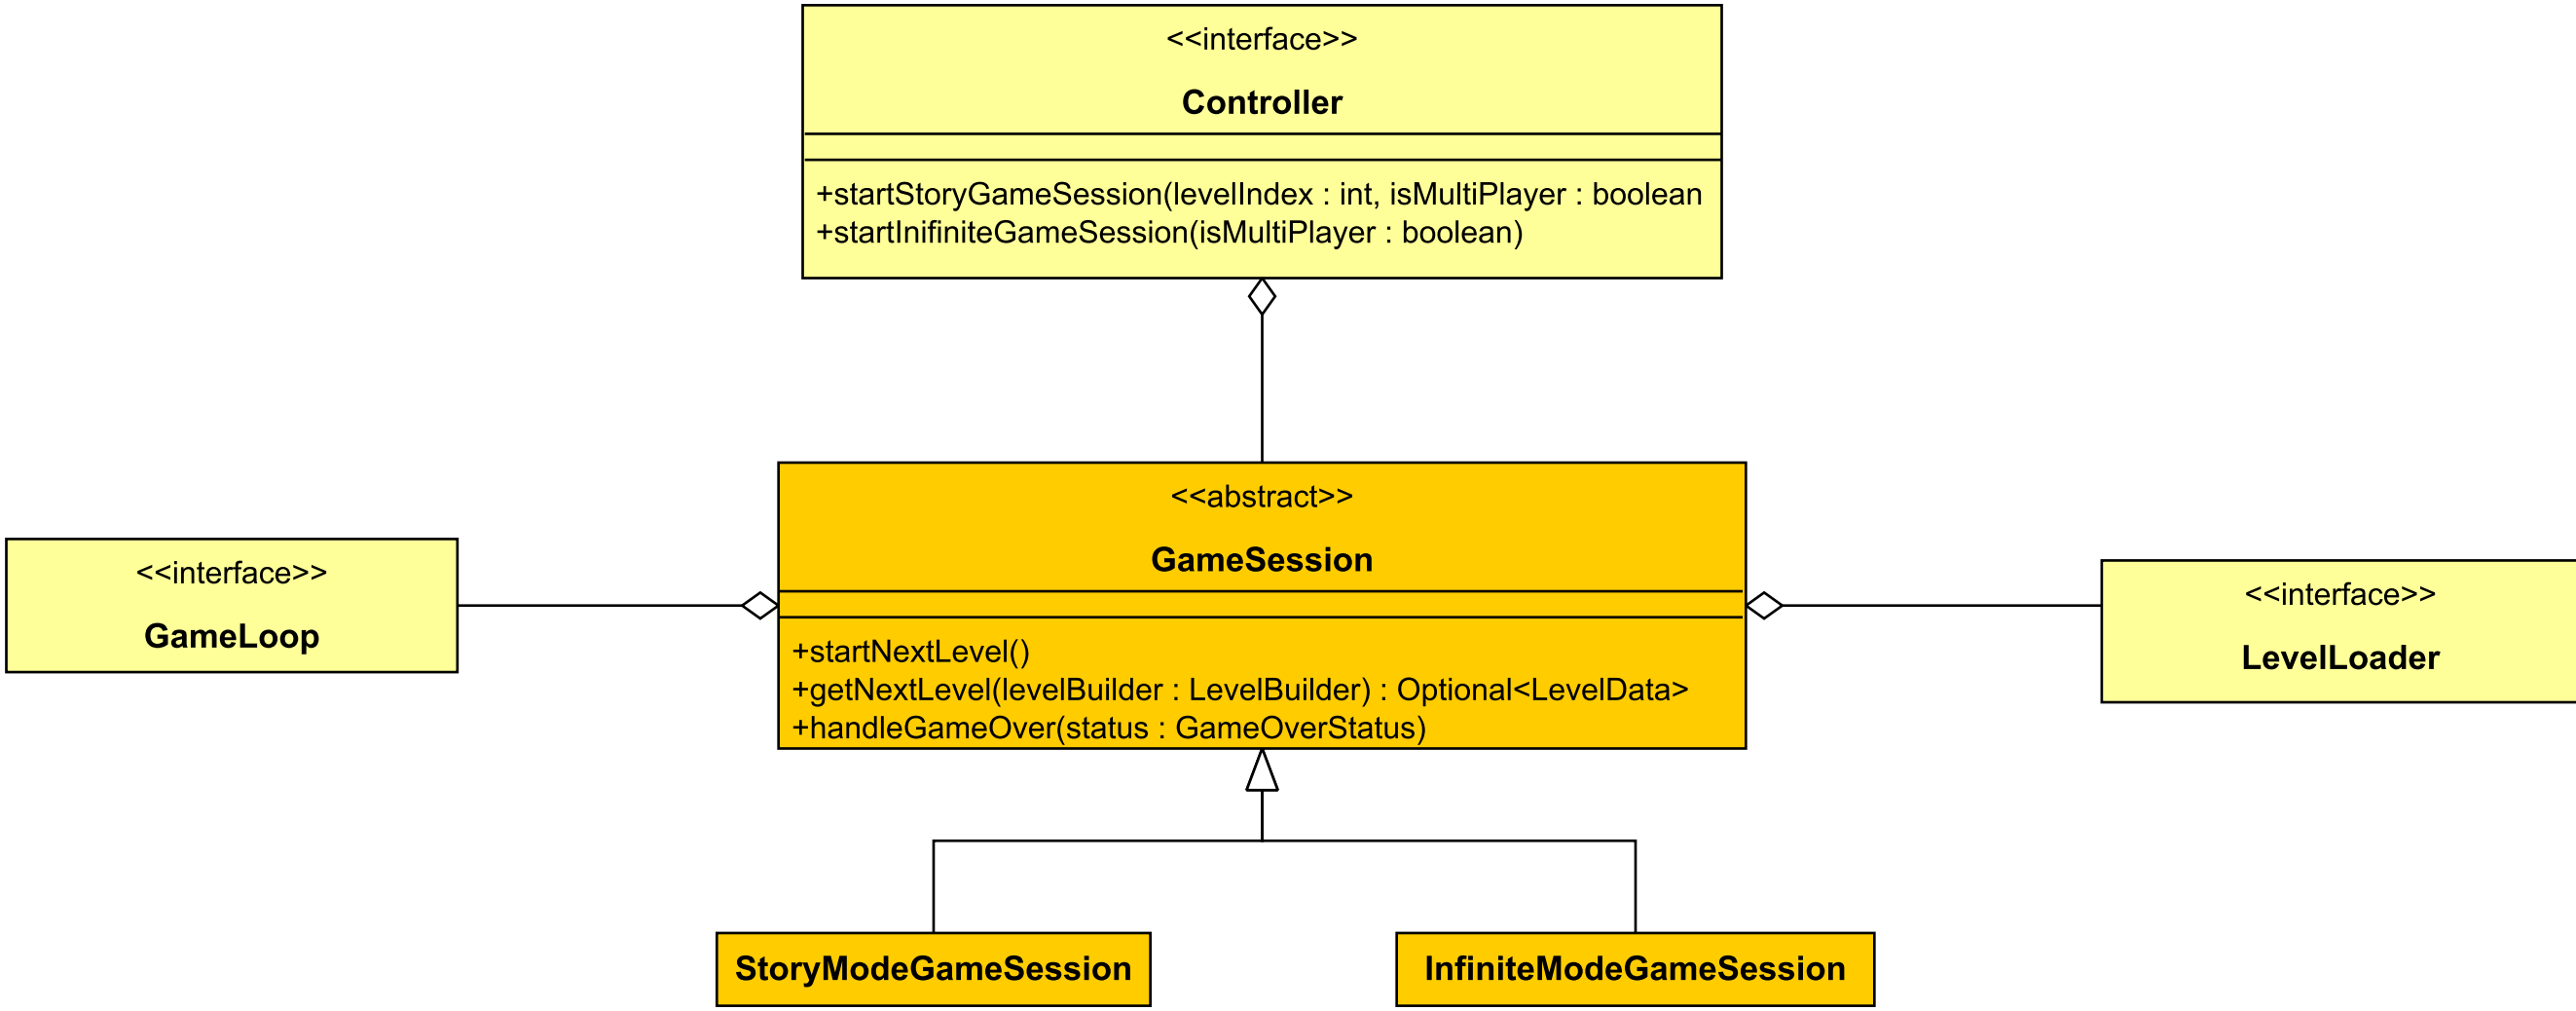 <<interface>>
Controller
+startStoryGameSession(levelIndex : int, isMultiPlayer : boolean
+startInifiniteGameSession(isMultiPlayer : boolean)
<<abstract>>
GameSession
+startNextLevel()
+getNextLevel(levelBuilder : LevelBuilder) : Optional<LevelData>
+handleGameOver(status : GameOverStatus)
<<interface>>
GameLoop
<<interface>>
LevelLoader
StoryModeGameSession
InfiniteModeGameSession